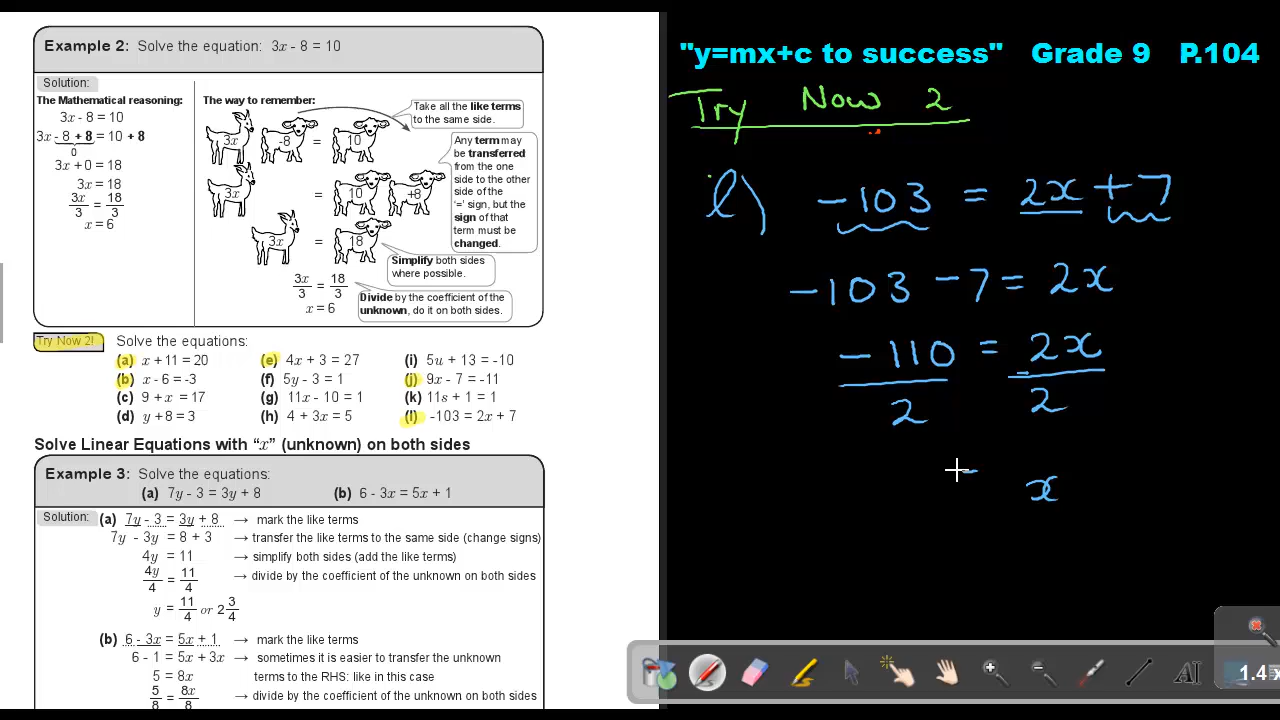 Example 2: Solve the equation: 3x - 8 = 10
Solution:
The Mathematical reasoning:
3x - 8 = 10
3x - 8 + 8 = 10 + 8
0
3x + 0 = 18
3x = 18
3x/3 = 18/3
x = 6
The way to remember:
3x -8 = 10
3x = 10 +8
3x = 18
3x/3 = 18/3
x = 6
Take all the like terms
to the same side.
Any term may
be transferred
from the one
side to the other
side of the
‘=’ sign, but the
sign of that
term must be
changed.
Simplify both sides
where possible.
Divide by the coefficient of the
unknown, do it on both sides.
Try Now 2! Solve the equations:
(a) x + 11 = 20 (e) 4x + 3 = 27 (i) 5u + 13 = -10
(b) x - 6 = -3 (f) 5y - 3 = 1 (j) 9x - 7 = -11
(c) 9 + x = 17 (g) 11x - 10 = 1 (k) 11s + 1 = 1
(d) y + 8 = 3 (h) 4 + 3x = 5 (l) -103 = 2x + 7
Solve Linear Equations with “x” (unknown) on both sides
Example 3: Solve the equations:
(a) 7y - 3 = 3y + 8 (b) 6 - 3x = 5x + 1
Solution: (a) 7y - 3 = 3y + 8 → mark the like terms
7y - 3y = 8 + 3 → transfer the like terms to the same side (change signs)
4y = 11 → simplify both sides (add the like terms)
4y/4 = 11/4 → divide by the coefficient of the unknown on both sides
y = 11/4 or 2 3/4
(b) 6 - 3x = 5x + 1 → mark the like terms
6 - 1 = 5x + 3x → sometimes it is easier to transfer the unknown
5 = 8x terms to the RHS: like in this case
5/8 = 8x/8 → divide by the coefficient of the unknown on both sides
"y=mx+c to success" Grade 9 P.104
Try Now 2
l) -103 = 2x + 7
-103 - 7 = 2x
-110 = 2x
2 2
x
AI
1.4 x